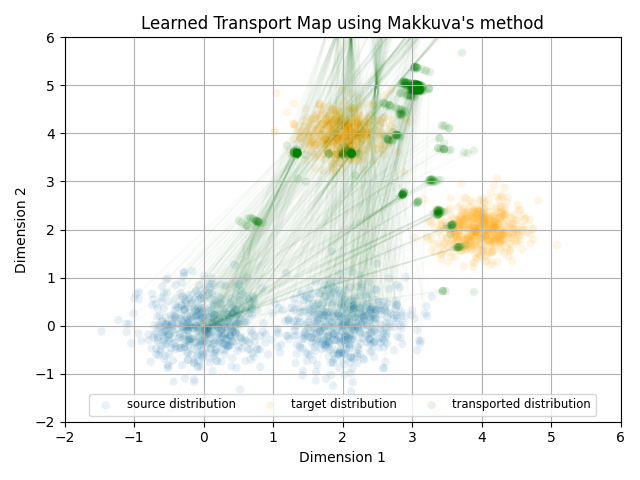 Learned Transport Map using Makkuva's method
6
5
4
3
2
1
0
−1
−2
Dimension 2
source distribution target distribution transported distribution
−2 −1 0 1 2 3 4 5 6
Dimension 1